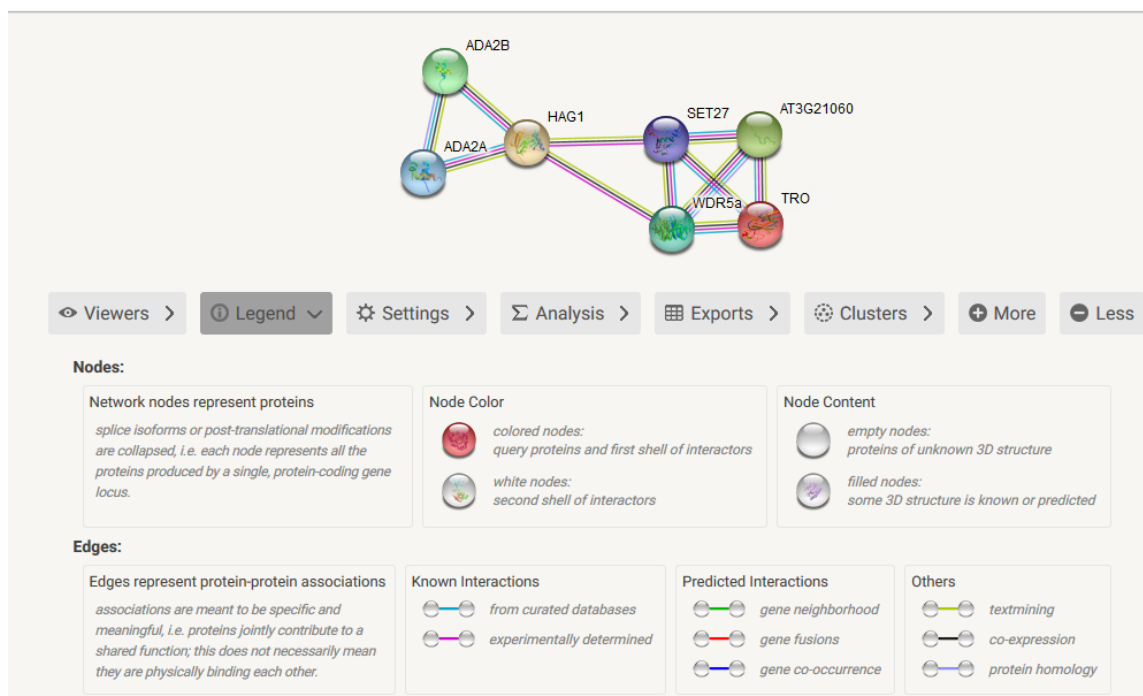 ADA2B
HAG1
ADA2A
SET27
AT3G21060
WDR5a
TRO
Viewers
Legend
Settings
Analysis
Exports
Clusters
More
Less
Nodes:
Network nodes represent proteins
splice isoforms or post-translational modifications
are collapsed, i.e. each node represents all the
proteins produced by a single, protein-coding gene
locus.
Node Color
colored nodes:
query proteins and first shell of interactors
white nodes:
second shell of interactors
Node Content
empty nodes:
proteins of unknown 3D structure
filled nodes:
some 3D structure is known or predicted
Edges:
Edges represent protein-protein associations
associations are meant to be specific and
meaningful, i.e. proteins jointly contribute to a
shared function; this does not necessarily mean
they are physically binding each other.
Known Interactions
from curated databases
experimentally determined
Predicted Interactions
gene neighborhood
gene fusions
gene co-occurrence
Others
textmining
co-expression
protein homology